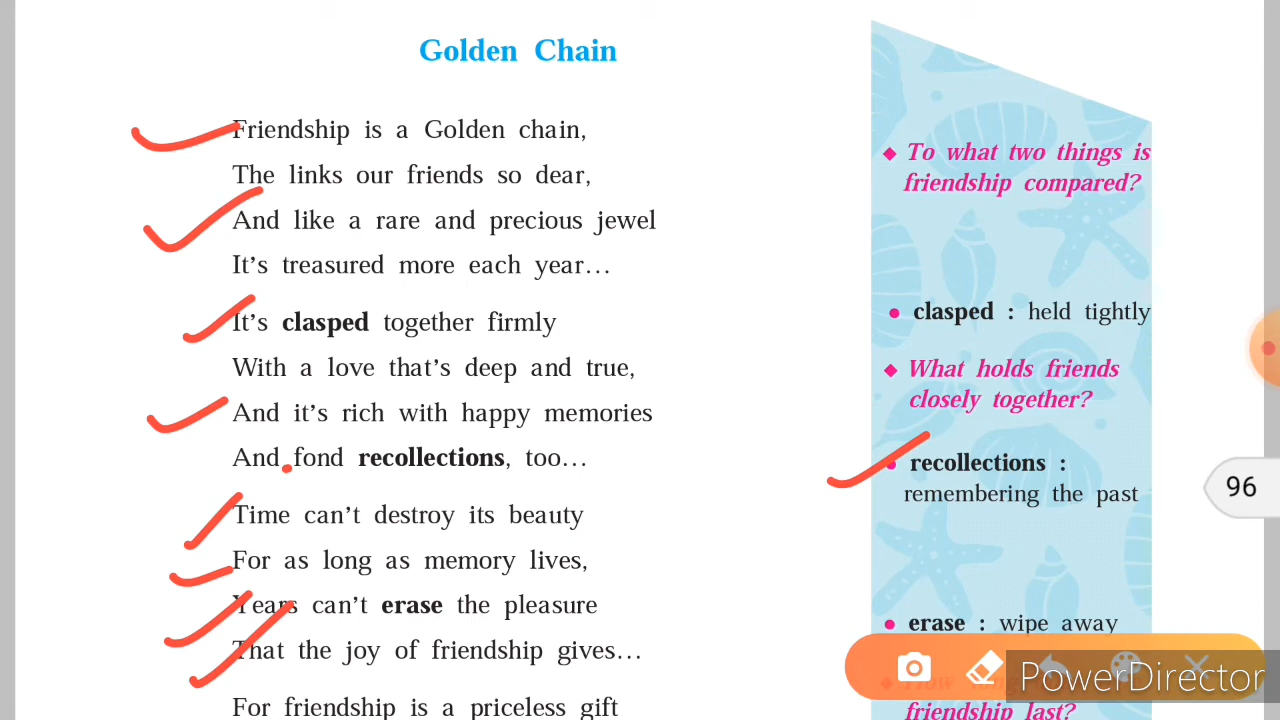 Golden Chain
Friendship is a Golden chain,
The links our friends so dear,
And like a rare and precious jewel
It's treasured more each year...
It's clasped together firmly
With a love that's deep and true,
And it's rich with happy memories
And fond recollections, too...
Time can't destroy its beauty
For as long as memory lives,
Years can't erase the pleasure
That the joy of friendship gives...
For friendship is a priceless gift
To what two things is
friendship compared?
clasped : held tightly
What holds friends
closely together?
recollections :
remembering the past
erase : wipe away
friendship last?
96
PowerDirector